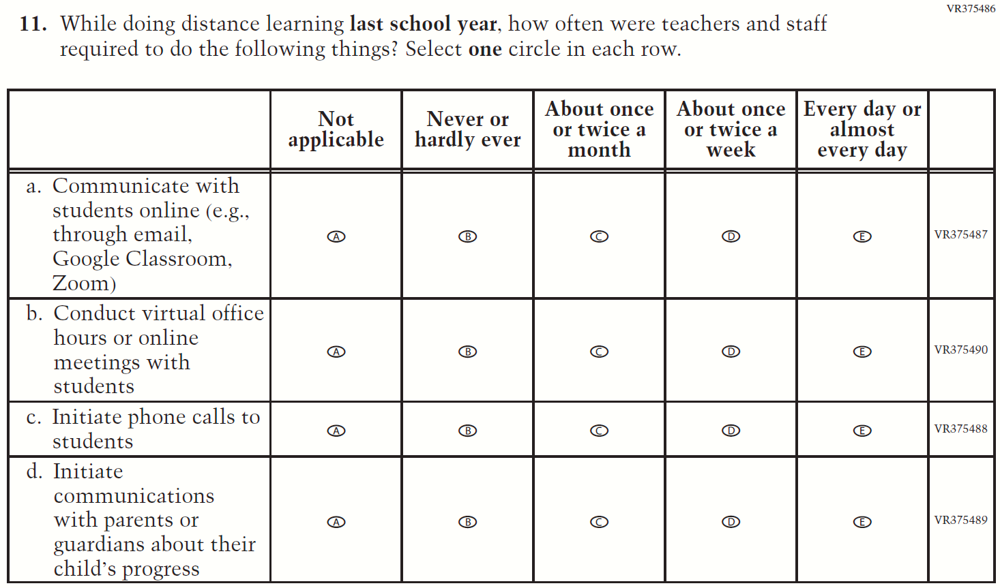 VR375486
11. While doing distance learning last school year, how often were teachers and staff
required to do the following things? Select one circle in each row.
Not
applicable
Never or
hardly ever
About once
or twice a
month
About once
or twice a
week
Every day or
almost
every day
a. Communicate with
students online (e.g.,
through email,
Google Classroom,
Zoom)
A B C D E VR375487
b. Conduct virtual office
hours or online
meetings with
students
A B C D E VR375490
c. Initiate phone calls to
students
A B C D E VR375488
d. Initiate
communications
with parents or
guardians about their
child’s progress
A B C D E VR375489